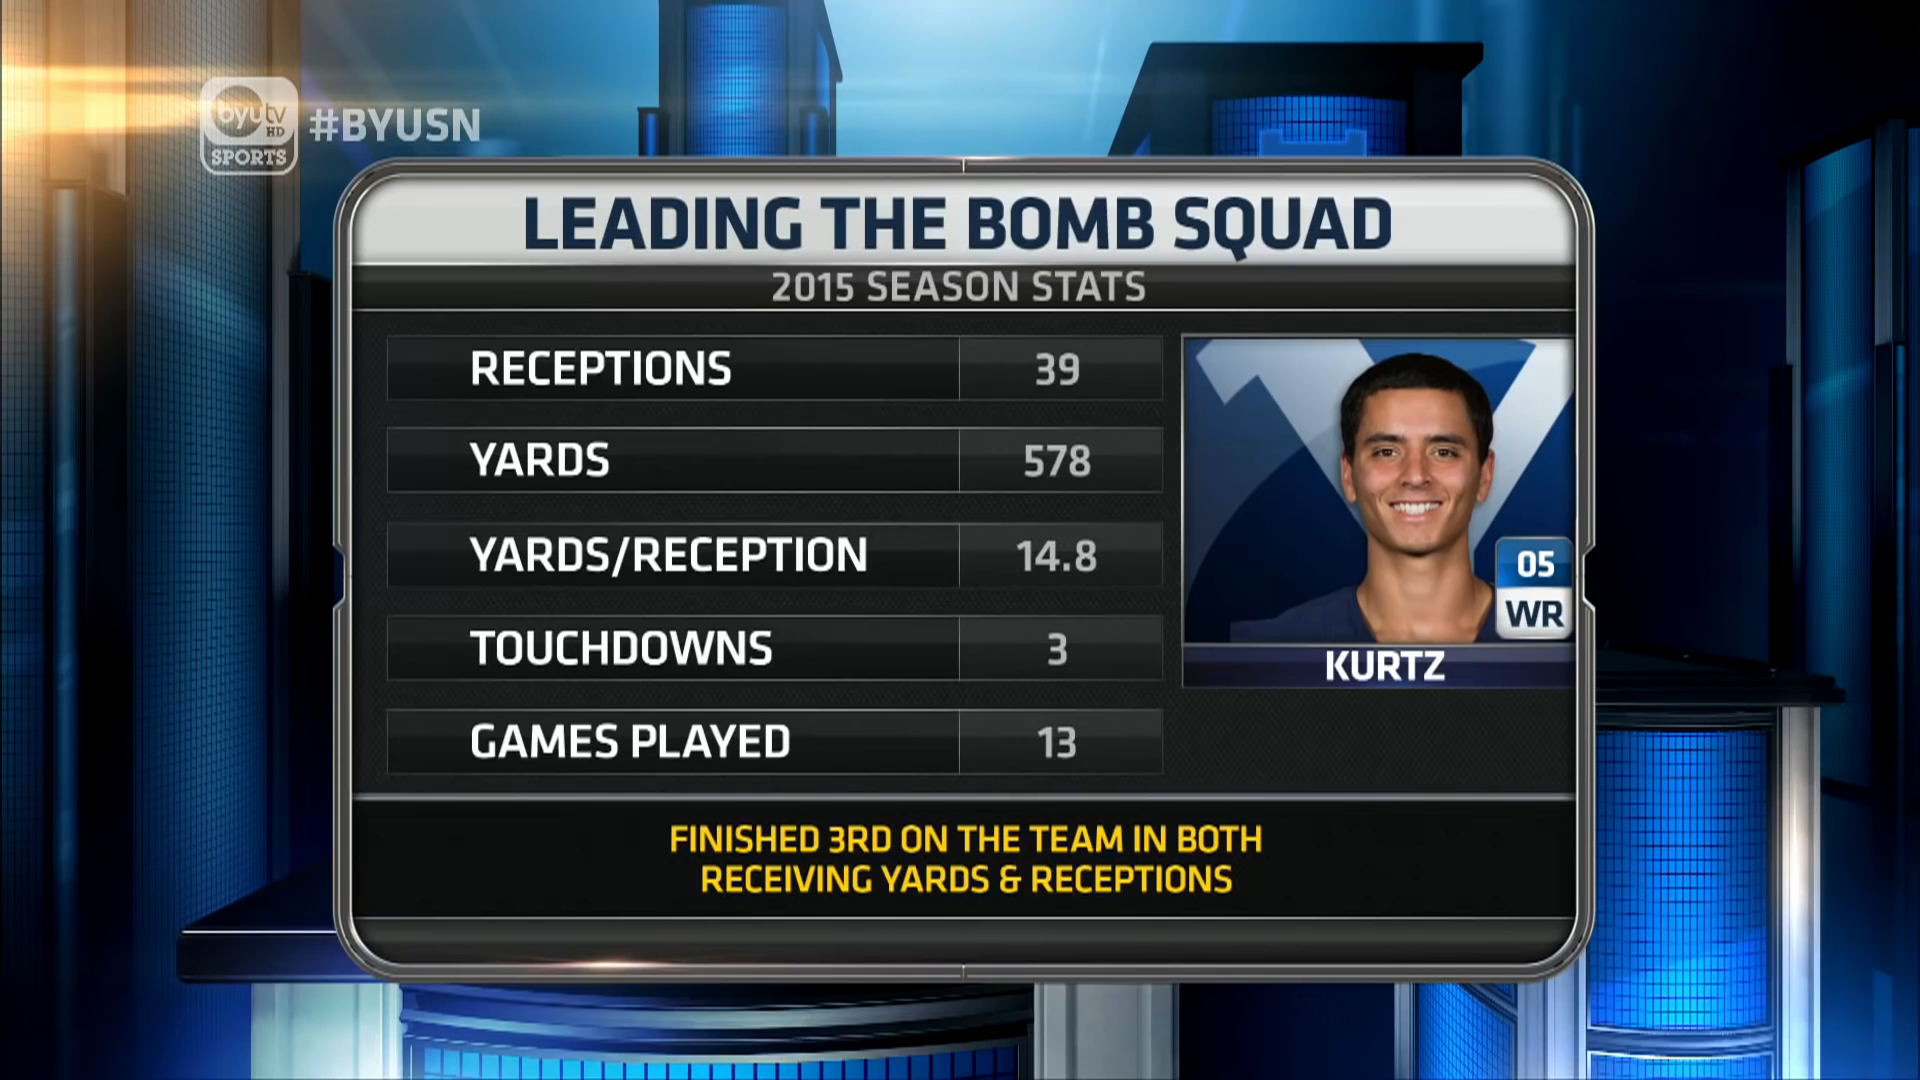 byutv
HD
SPORTS
#BYUSN
LEADING THE BOMB SQUAD
2015 SEASON STATS
RECEPTIONS 39
YARDS 578
YARDS/RECEPTION 14.8
TOUCHDOWNS 3
GAMES PLAYED 13
05
WR
KURTZ
FINISHED 3RD ON THE TEAM IN BOTH
RECEIVING YARDS & RECEPTIONS